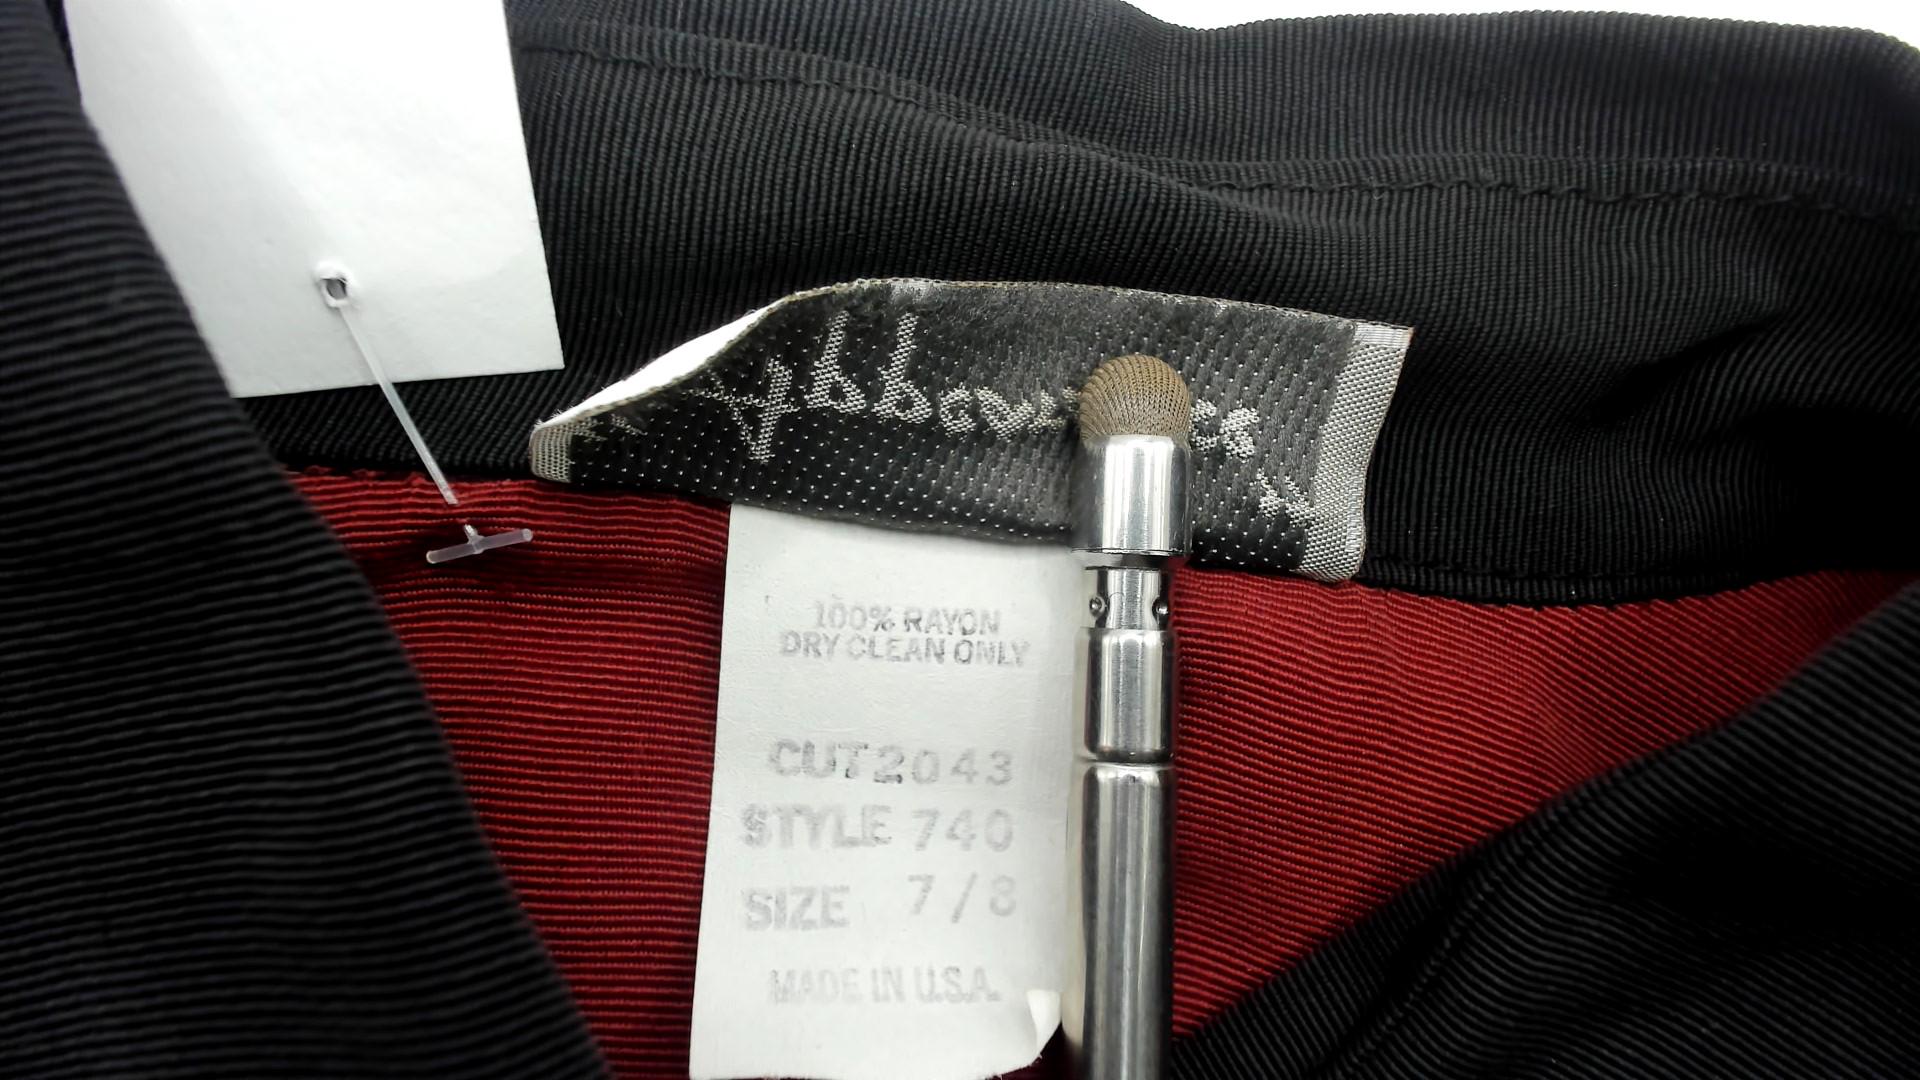 100% RAYON
DRY CLEAN ONLY
CUT 2043
STYLE 740
SIZE 7/8
MADE IN U.S.A.